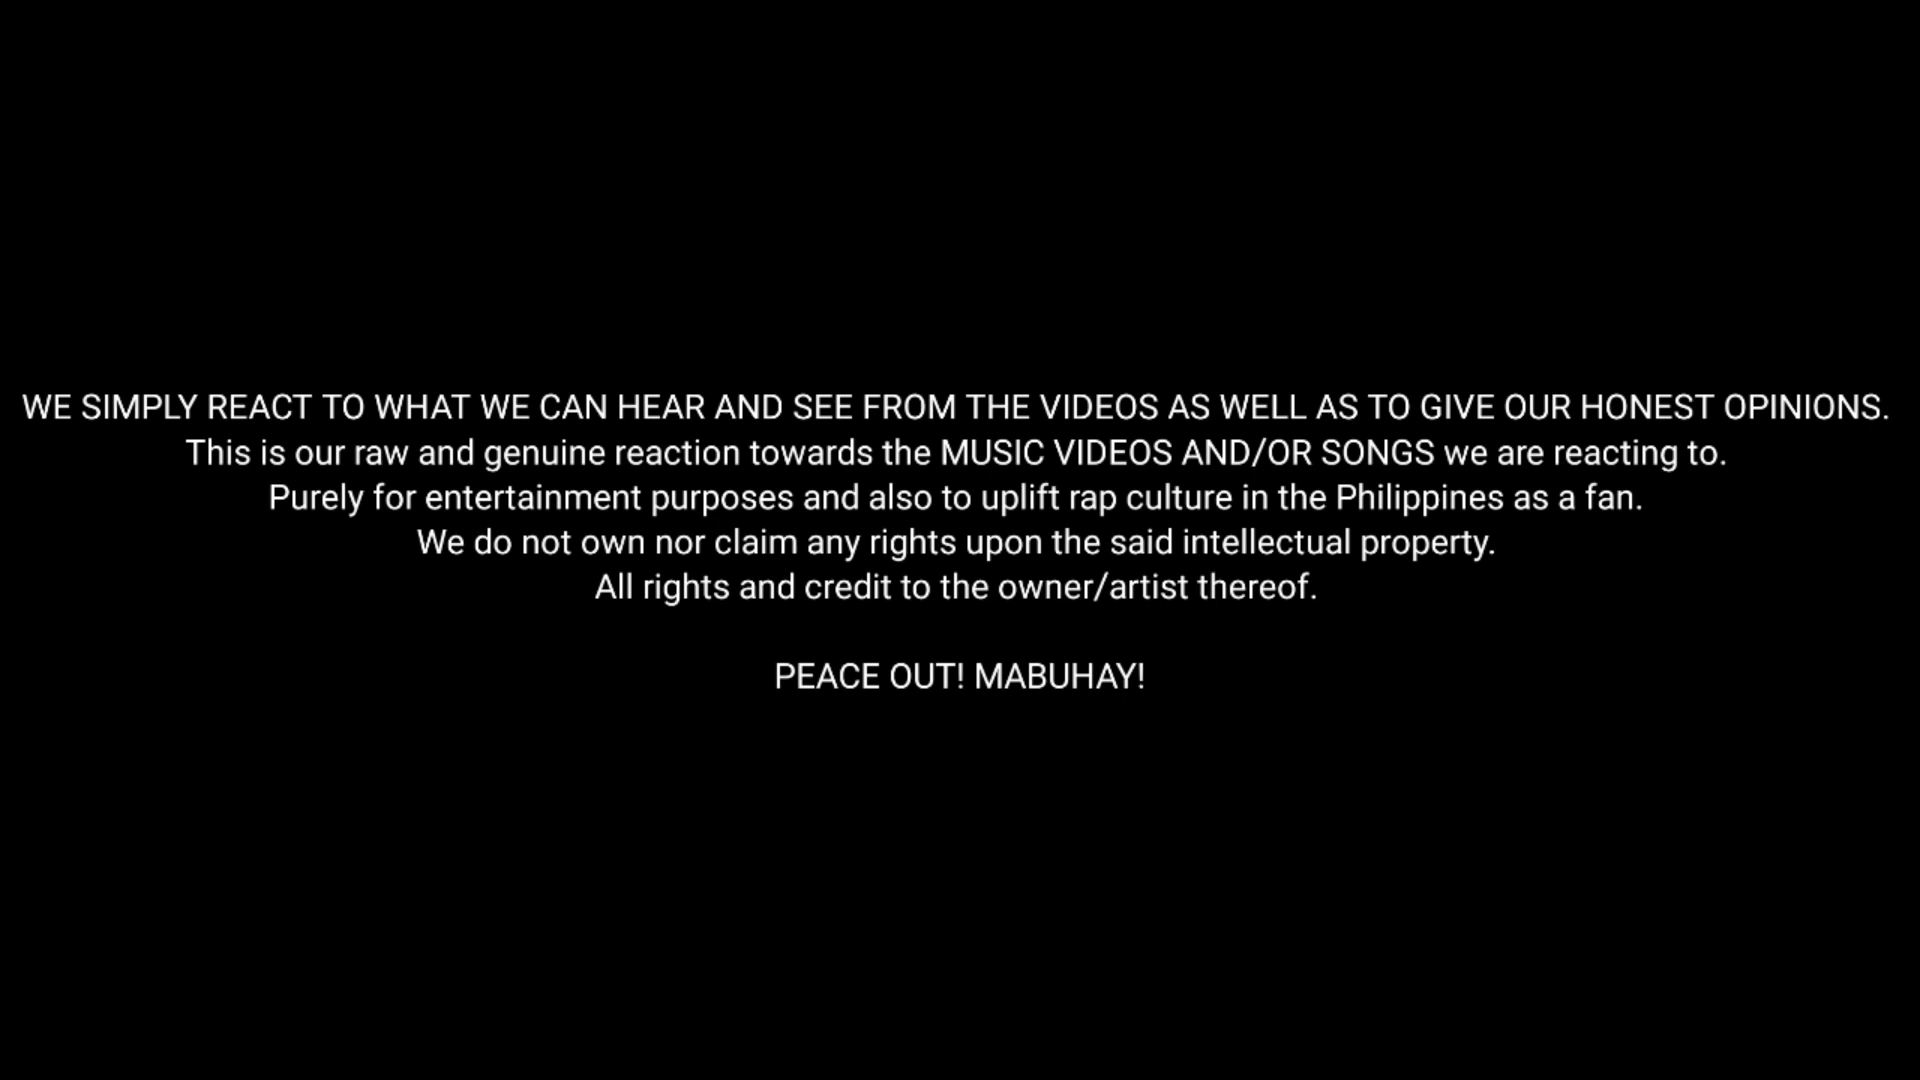 WE SIMPLY REACT TO WHAT WE CAN HEAR AND SEE FROM THE VIDEOS AS WELL AS TO GIVE OUR HONEST OPINIONS.
This is our raw and genuine reaction towards the MUSIC VIDEOS AND/OR SONGS we are reacting to.
Purely for entertainment purposes and also to uplift rap culture in the Philippines as a fan.
We do not own nor claim any rights upon the said intellectual property.
All rights and credit to the owner/artist thereof.
PEACE OUT! MABUHAY!